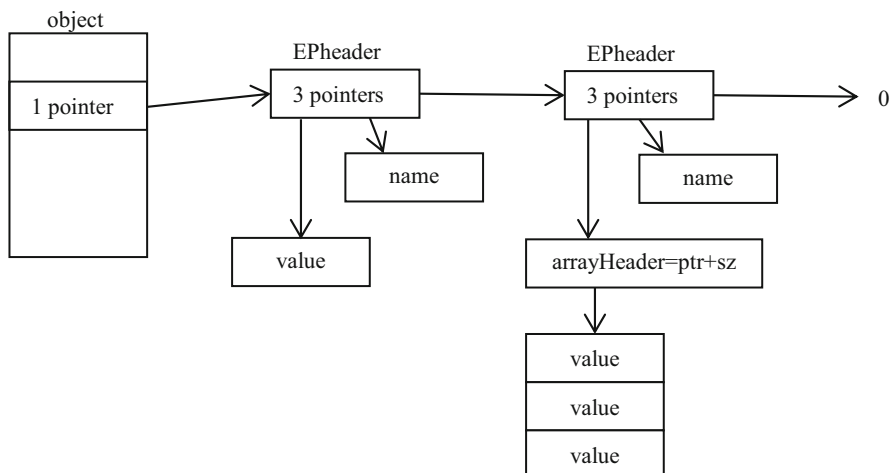 object
EPheader
EPheader
1 pointer
3 pointers
3 pointers
0
name
name
value
arrayHeader=ptr+sz
value
value
value